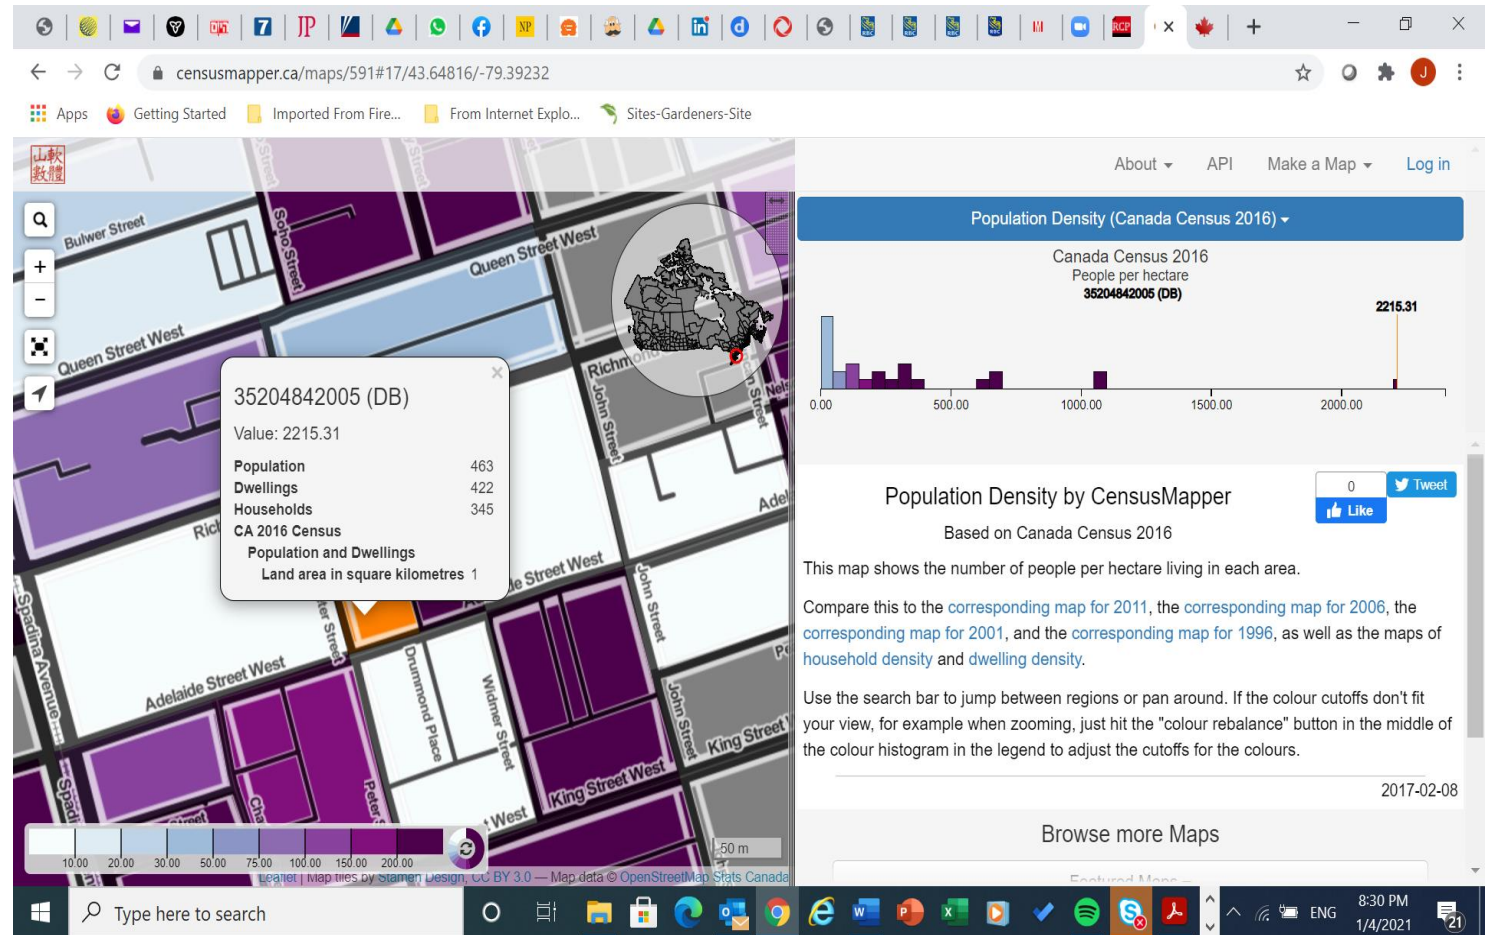 censusmapper.ca/maps/591#17/43.64816/-79.39232
J
Apps Getting Started Imported From Fire... From Internet Explo... Sites-Gardeners-Site
About API Make a Map Log in
Bulwer Street
Soho Street
Queen Street West
Queen Street West
Richmond
John Street
Adel
35204842005 (DB)
Value: 2215.31
Population 463
Dwellings 422
Households 345
CA 2016 Census
Population and Dwellings
Land area in square kilometres 1
Ric
de Street West
John Street
Spadina Avenue
ter Street
Adelaide Street West
Drummond Place
Widmer Street
John Street
King Street
King Street West
Peter S
West
10.00 20.00 30.00 50.00 75.00 100.00 150.00 200.00
50 m
Leaflet | Map tiles by Stamen Design, CC BY 3.0 — Map data © OpenStreetMap Stats Canada
Population Density (Canada Census 2016)
Canada Census 2016
People per hectare
35204842005 (DB)
2215.31
0.00 500.00 1000.00 1500.00 2000.00
Population Density by CensusMapper
0
Like
Tweet
Based on Canada Census 2016
This map shows the number of people per hectare living in each area.
Compare this to the corresponding map for 2011, the corresponding map for 2006, the
corresponding map for 2001, and the corresponding map for 1996, as well as the maps of
household density and dwelling density.
Use the search bar to jump between regions or pan around. If the colour cutoffs don't fit
your view, for example when zooming, just hit the "colour rebalance" button in the middle of
the colour histogram in the legend to adjust the cutoffs for the colours.
2017-02-08
Browse more Maps
Featured Maps
Type here to search
ENG
8:30 PM
1/4/2021
21